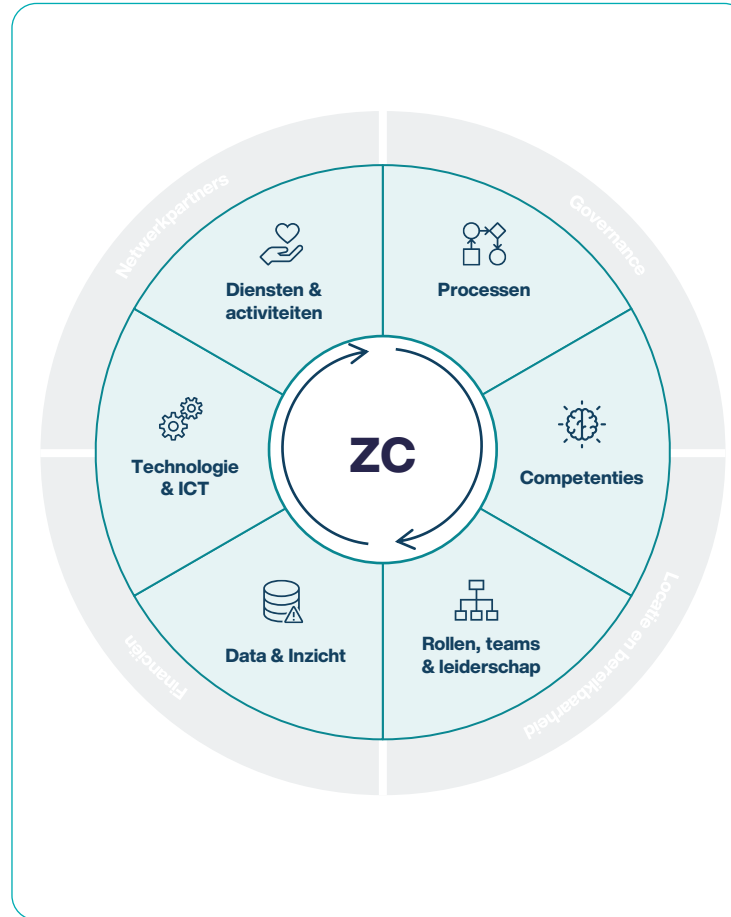 Netwerkpartners
Governance
Diensten &
activiteiten
Processen
Technologie
& ICT
ZC
Competenties
Data & Inzicht
Rollen, teams
& leiderschap
Financiën
Locatie en bereikbaarheid